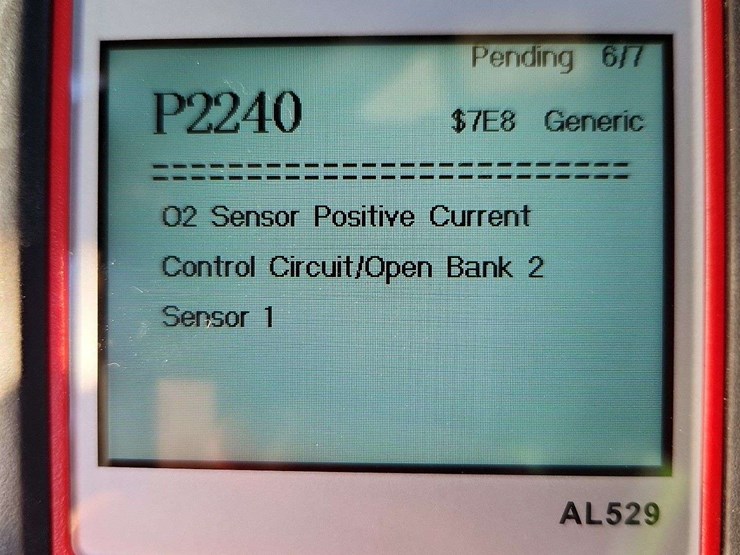 Pending 6/7
P2240 $7E8 Generic
========================
O2 Sensor Positive Current
Control Circuit/Open Bank 2
Sensor 1
AL529